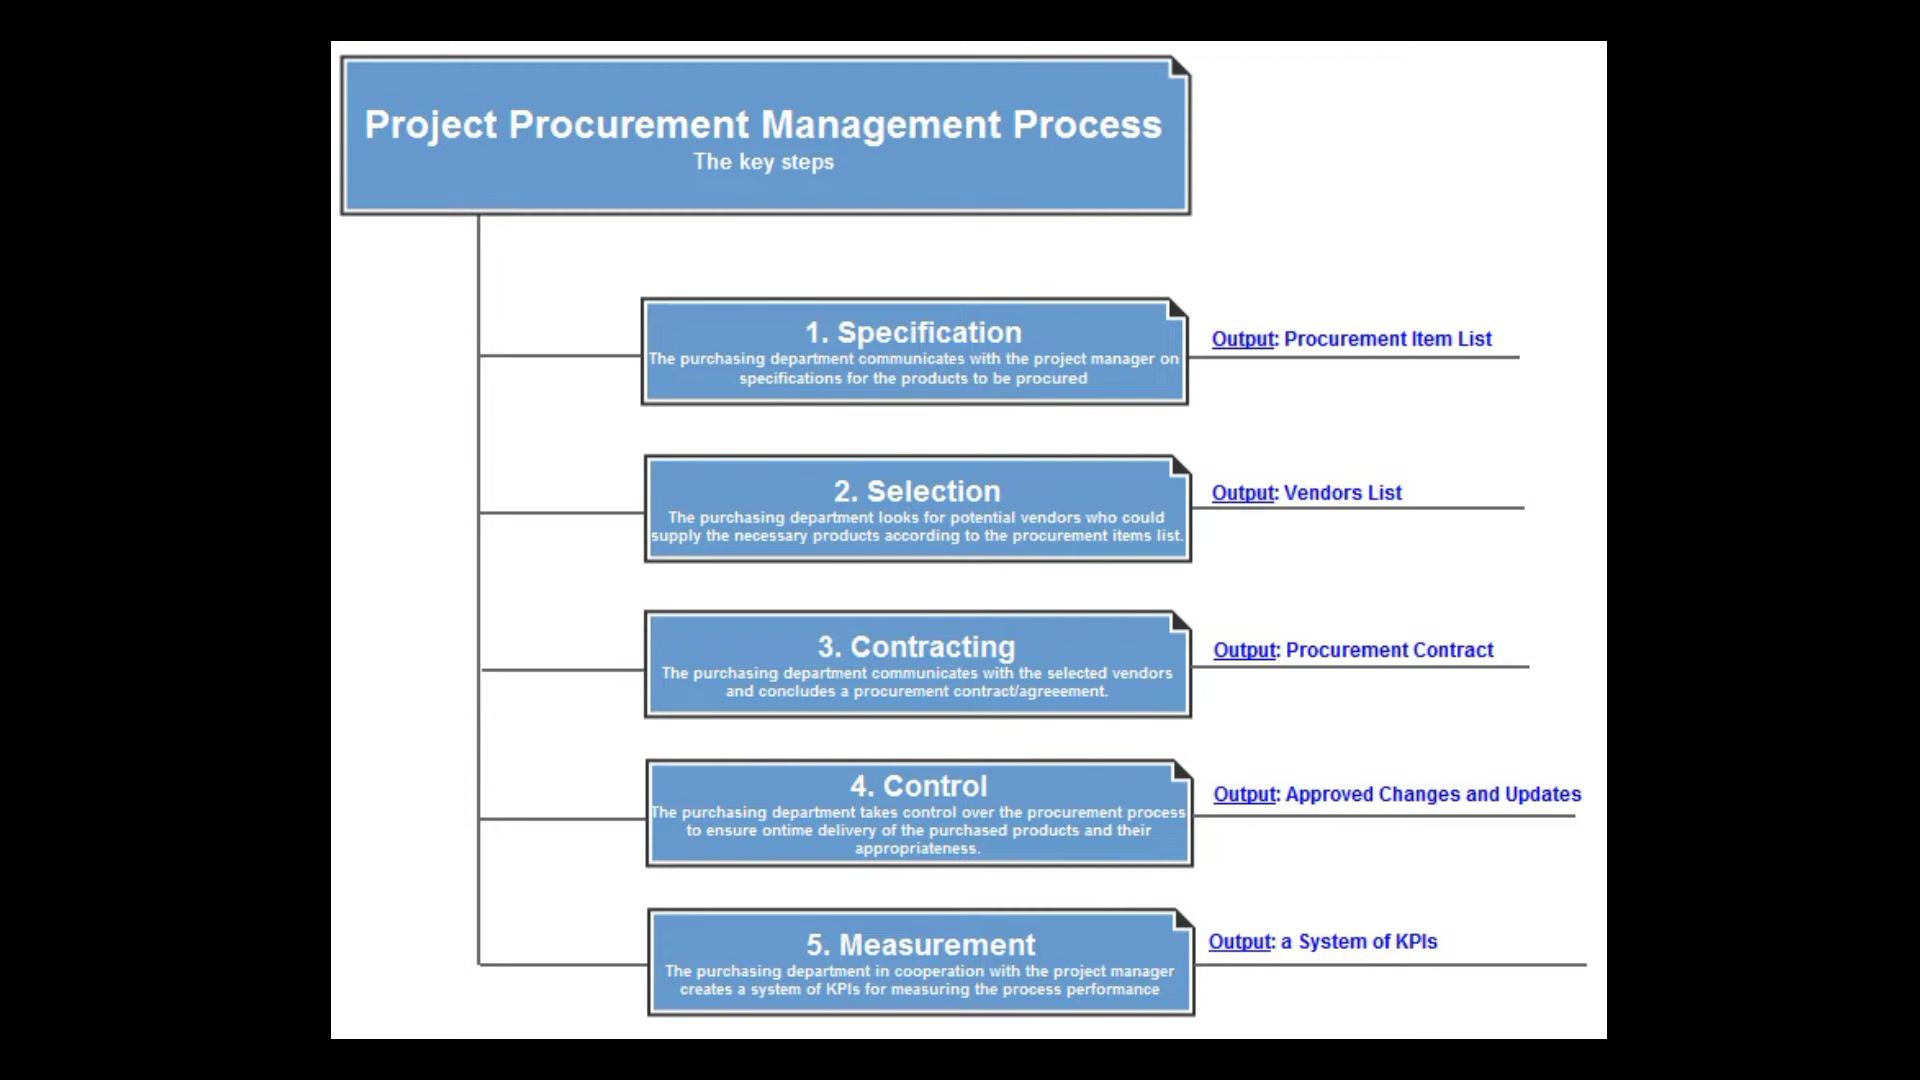 Project Procurement Management Process
The key steps
1. Specification
The purchasing department communicates with the project manager on
specifications for the products to be procured
Output: Procurement Item List
2. Selection
The purchasing department looks for potential vendors who could
supply the necessary products according to the procurement items list.
Output: Vendors List
3. Contracting
The purchasing department communicates with the selected vendors
and concludes a procurement contract/agreeement.
Output: Procurement Contract
4. Control
The purchasing department takes control over the procurement process
to ensure ontime delivery of the purchased products and their
appropriateness.
Output: Approved Changes and Updates
5. Measurement
The purchasing department in cooperation with the project manager
creates a system of KPIs for measuring the process performance
Output: a System of KPIs